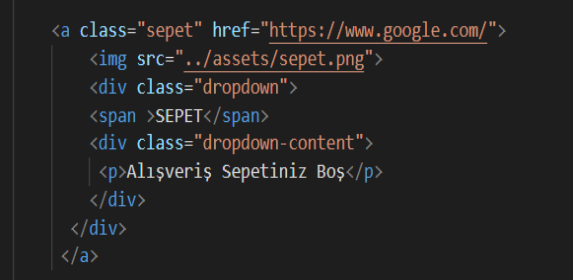 <a class="sepet" href="https://www.google.com/">
<img src="../assets/sepet.png">
<div class="dropdown">
<span >SEPET</span>
<div class="dropdown-content">
<p>Alışveriş Sepetiniz Boş</p>
</div>
</div>
</a>